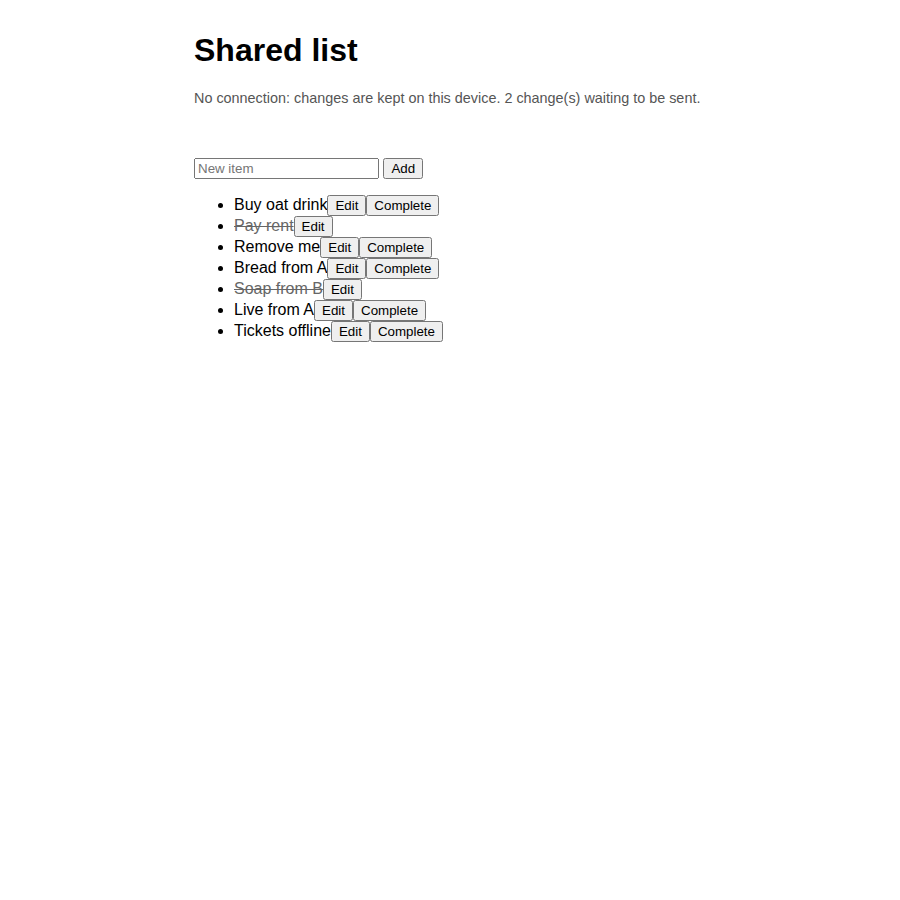 Shared list
No connection: changes are kept on this device. 2 change(s) waiting to be sent.
New item Add
Buy oat drink Edit Complete
Pay rent Edit
Remove me Edit Complete
Bread from A Edit Complete
Soap from B Edit
Live from A Edit Complete
Tickets offline Edit Complete